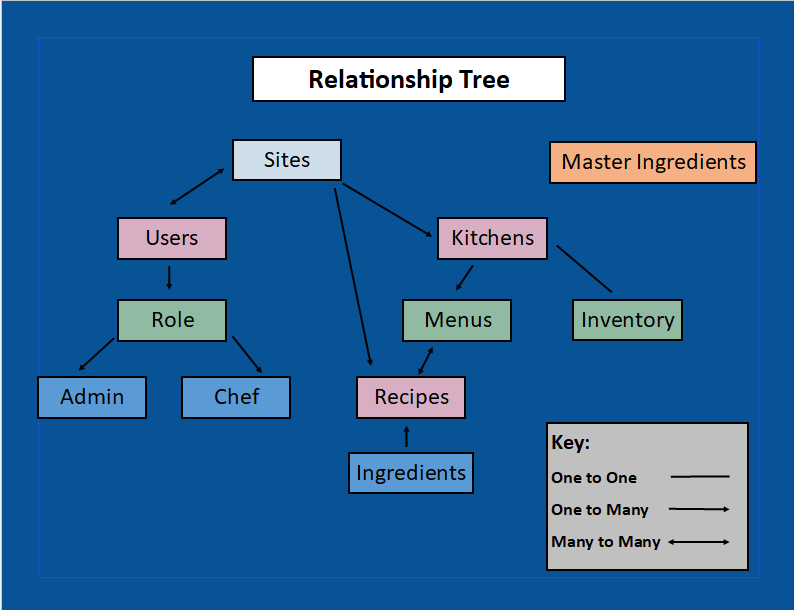 Relationship Tree
Sites
Master Ingredients
Users
Kitchens
Role
Menus
Inventory
Admin
Chef
Recipes
Ingredients
Key:
One to One
One to Many
Many to Many